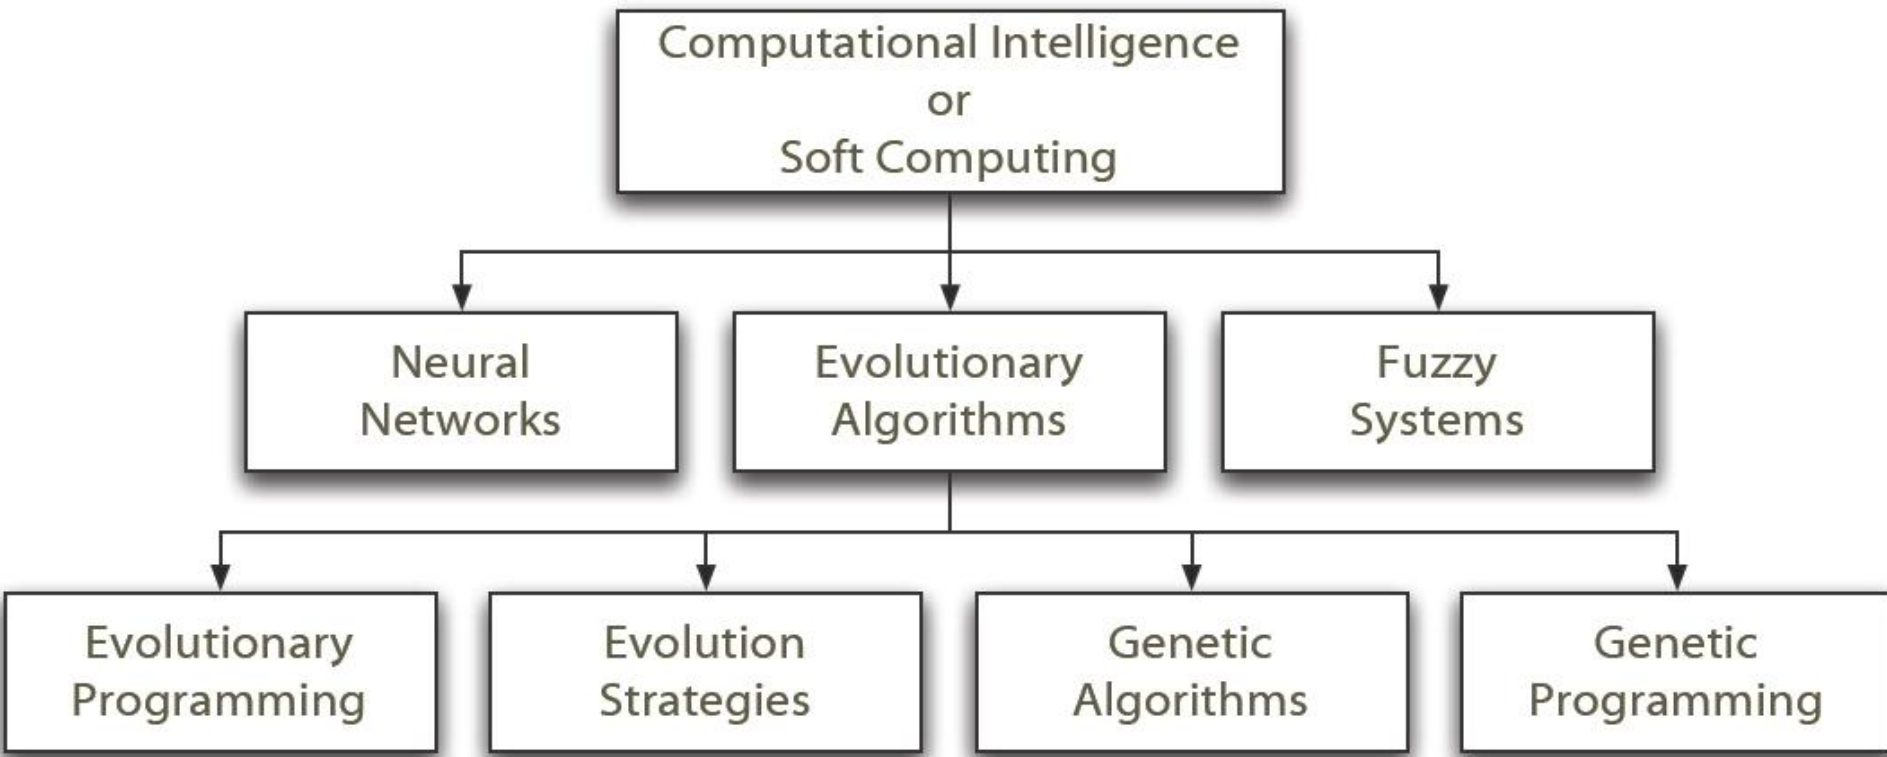 Computational Intelligence
or
Soft Computing
Neural
Networks
Evolutionary
Algorithms
Fuzzy
Systems
Evolutionary
Programming
Evolution
Strategies
Genetic
Algorithms
Genetic
Programming